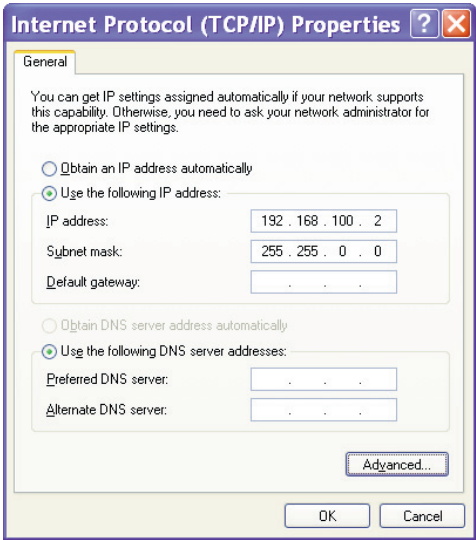 Internet Protocol (TCP/IP) Properties
General
You can get IP settings assigned automatically if your network supports
this capability. Otherwise, you need to ask your network administrator for
the appropriate IP settings.
Obtain an IP address automatically
Use the following IP address:
IP address: 192 . 168 . 100 . 2
Subnet mask: 255 . 255 . 0 . 0
Default gateway: . . .
Obtain DNS server address automatically
Use the following DNS server addresses:
Preferred DNS server: . . .
Alternate DNS server: . . .
Advanced...
OK Cancel